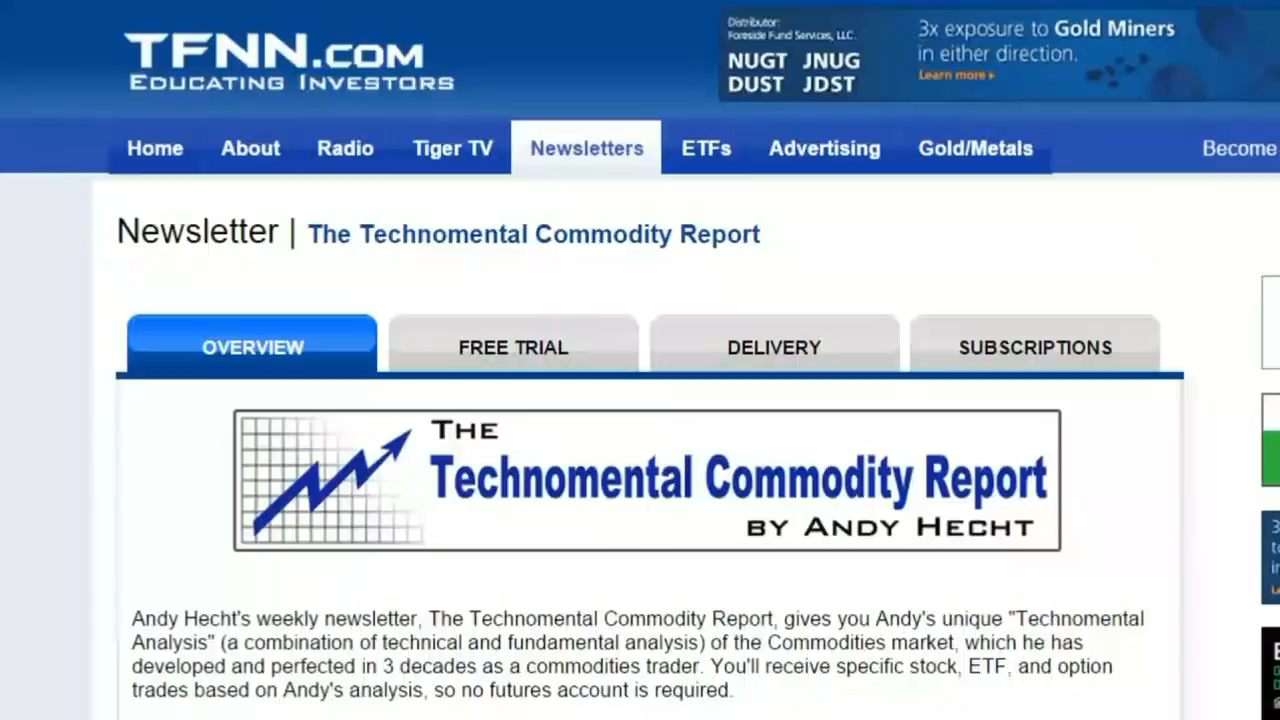 TFNN.COM
EDUCATING INVESTORS
Distributor:
Foreside Fund Services, LLC.
NUGT JNUG
DUST JDST
3x exposure to Gold Miners
in either direction.
Learn more
Home About Radio Tiger TV Newsletters ETFs Advertising Gold/Metals Become
Newsletter | The Technomental Commodity Report
OVERVIEW FREE TRIAL DELIVERY SUBSCRIPTIONS
THE
Technomental Commodity Report
BY ANDY HECHT
Andy Hecht's weekly newsletter, The Technomental Commodity Report, gives you Andy's unique "Technomental
Analysis" (a combination of technical and fundamental analysis) of the Commodities market, which he has
developed and perfected in 3 decades as a commodities trader. You'll receive specific stock, ETF, and option
trades based on Andy's analysis, so no futures account is required.